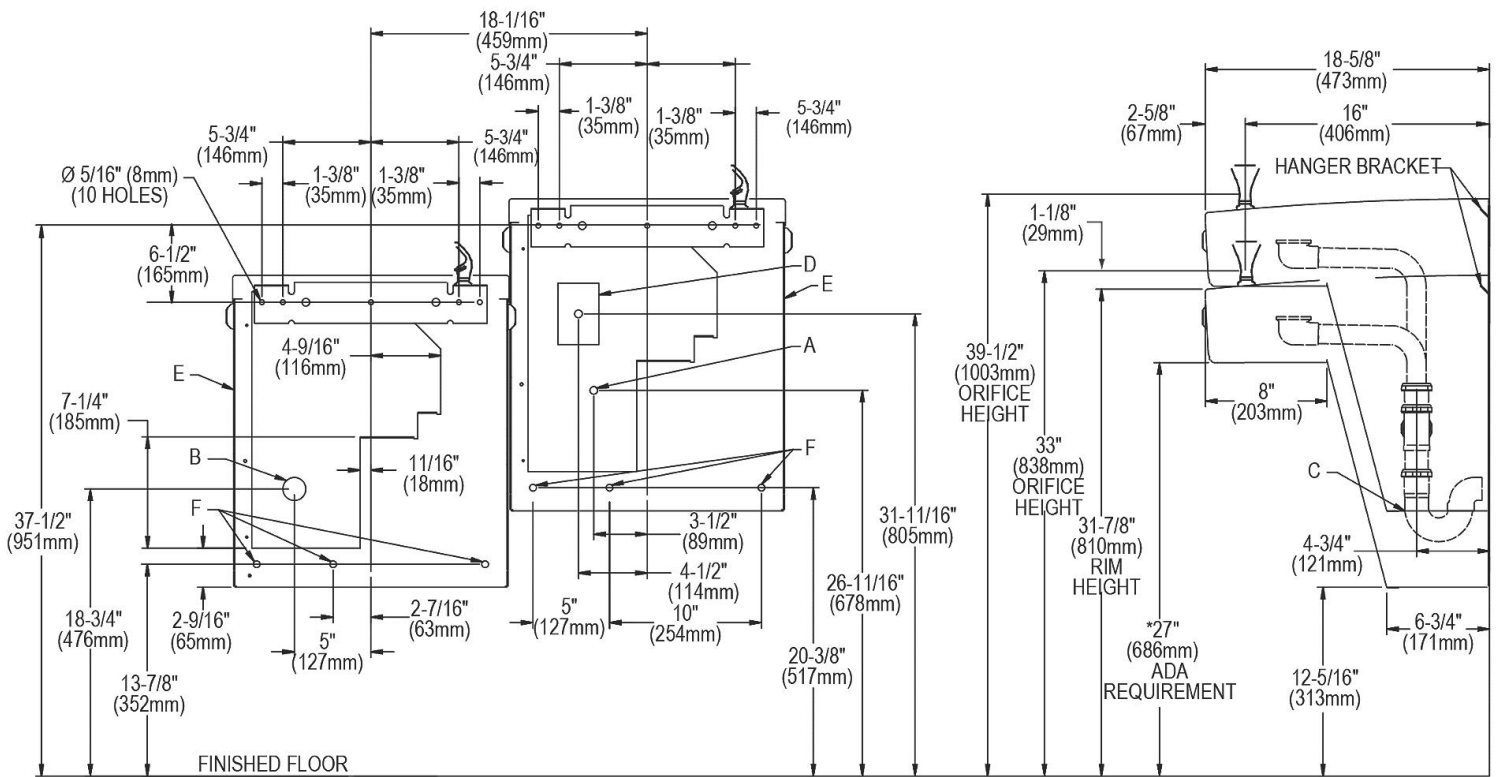 18-1/16"
(459mm)
5-3/4"
(146mm)
1-3/8"
(35mm)
1-3/8"
(35mm)
5-3/4"
(146mm)
5-3/4"
(146mm)
1-3/8"
(35mm)
1-3/8"
(35mm)
5-3/4"
(146mm)
Ø 5/16" (8mm)
(10 HOLES)
6-1/2"
(165mm)
D
E
A
4-9/16"
(116mm)
E
7-1/4"
(185mm)
B
11/16"
(18mm)
F
F
37-1/2"
(951mm)
3-1/2"
(89mm)
4-1/2"
(114mm)
31-11/16"
(805mm)
26-11/16"
(678mm)
18-3/4"
(476mm)
2-9/16"
(65mm)
5"
(127mm)
2-7/16"
(63mm)
5"
(127mm)
10"
(254mm)
20-3/8"
(517mm)
13-7/8"
(352mm)
FINISHED FLOOR
18-5/8"
(473mm)
2-5/8"
(67mm)
16"
(406mm)
HANGER BRACKET
1-1/8"
(29mm)
39-1/2"
(1003mm)
ORIFICE
HEIGHT
8"
(203mm)
33"
(838mm)
ORIFICE
HEIGHT
C
31-7/8"
(810mm)
RIM
HEIGHT
4-3/4"
(121mm)
*27"
(686mm)
ADA
REQUIREMENT
6-3/4"
(171mm)
12-5/16"
(313mm)